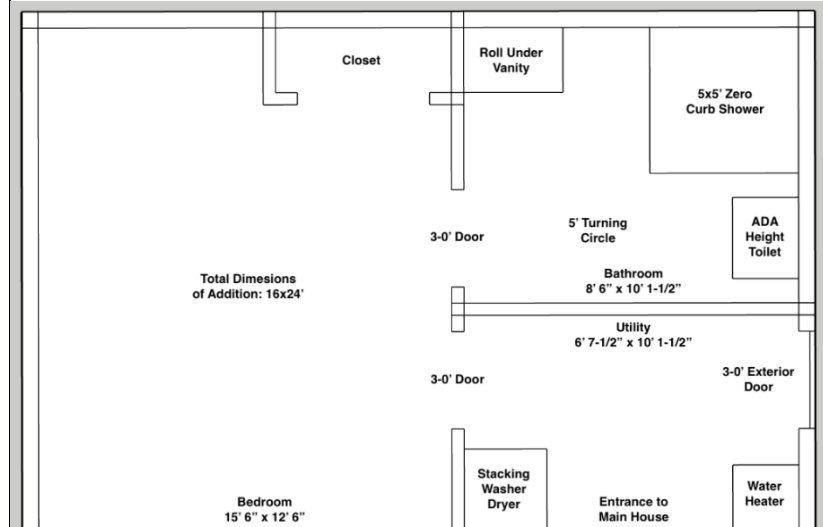 Closet
Roll Under
Vanity
5x5' Zero
Curb Shower
3-0' Door
5' Turning
Circle
ADA
Height
Toilet
Total Dimesions
of Addition: 16x24'
Bathroom
8' 6” x 10' 1-1/2”
Utility
6' 7-1/2” x 10' 1-1/2”
3-0' Door
3-0' Exterior
Door
Stacking
Washer
Dryer
Water
Heater
Bedroom
15' 6” x 12' 6”
Entrance to
Main House